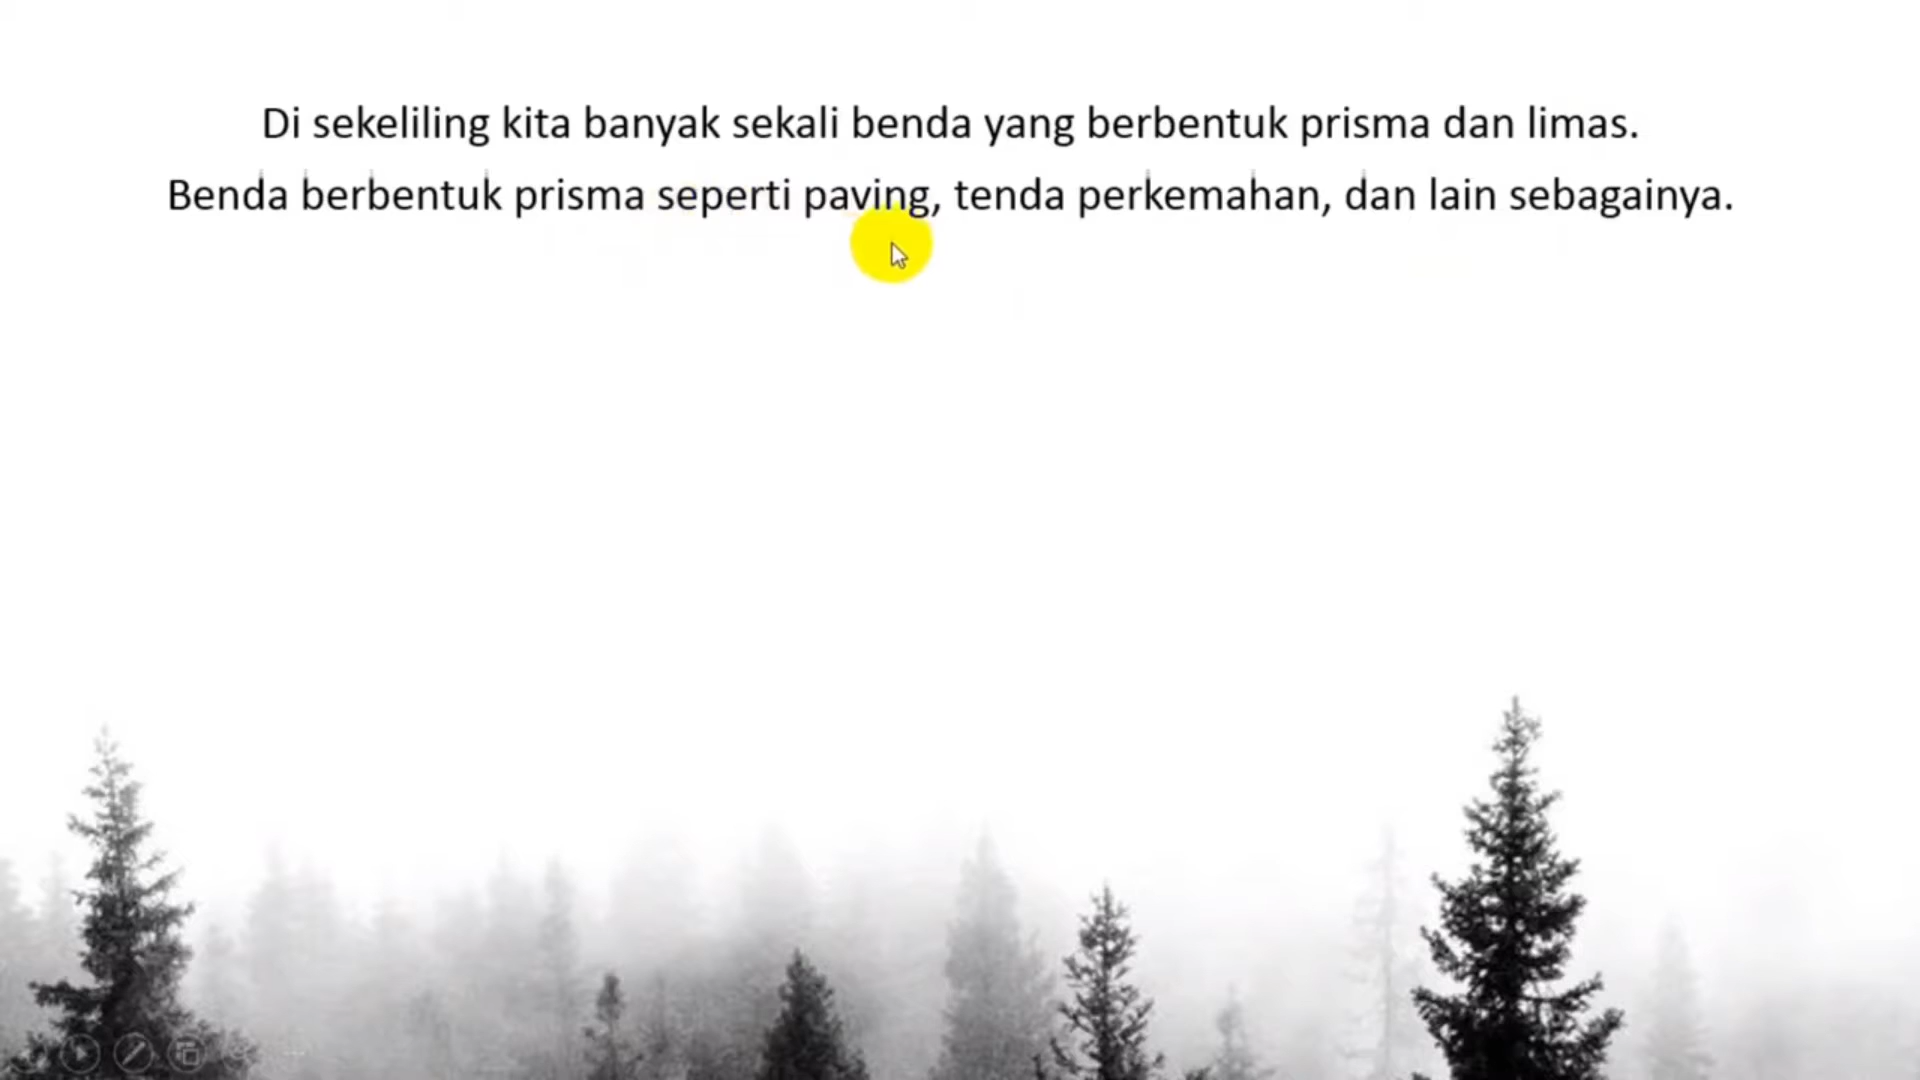 Di sekeliling kita banyak sekali benda yang berbentuk prisma dan limas.
Benda berbentuk prisma seperti paving, tenda perkemahan, dan lain sebagainya.